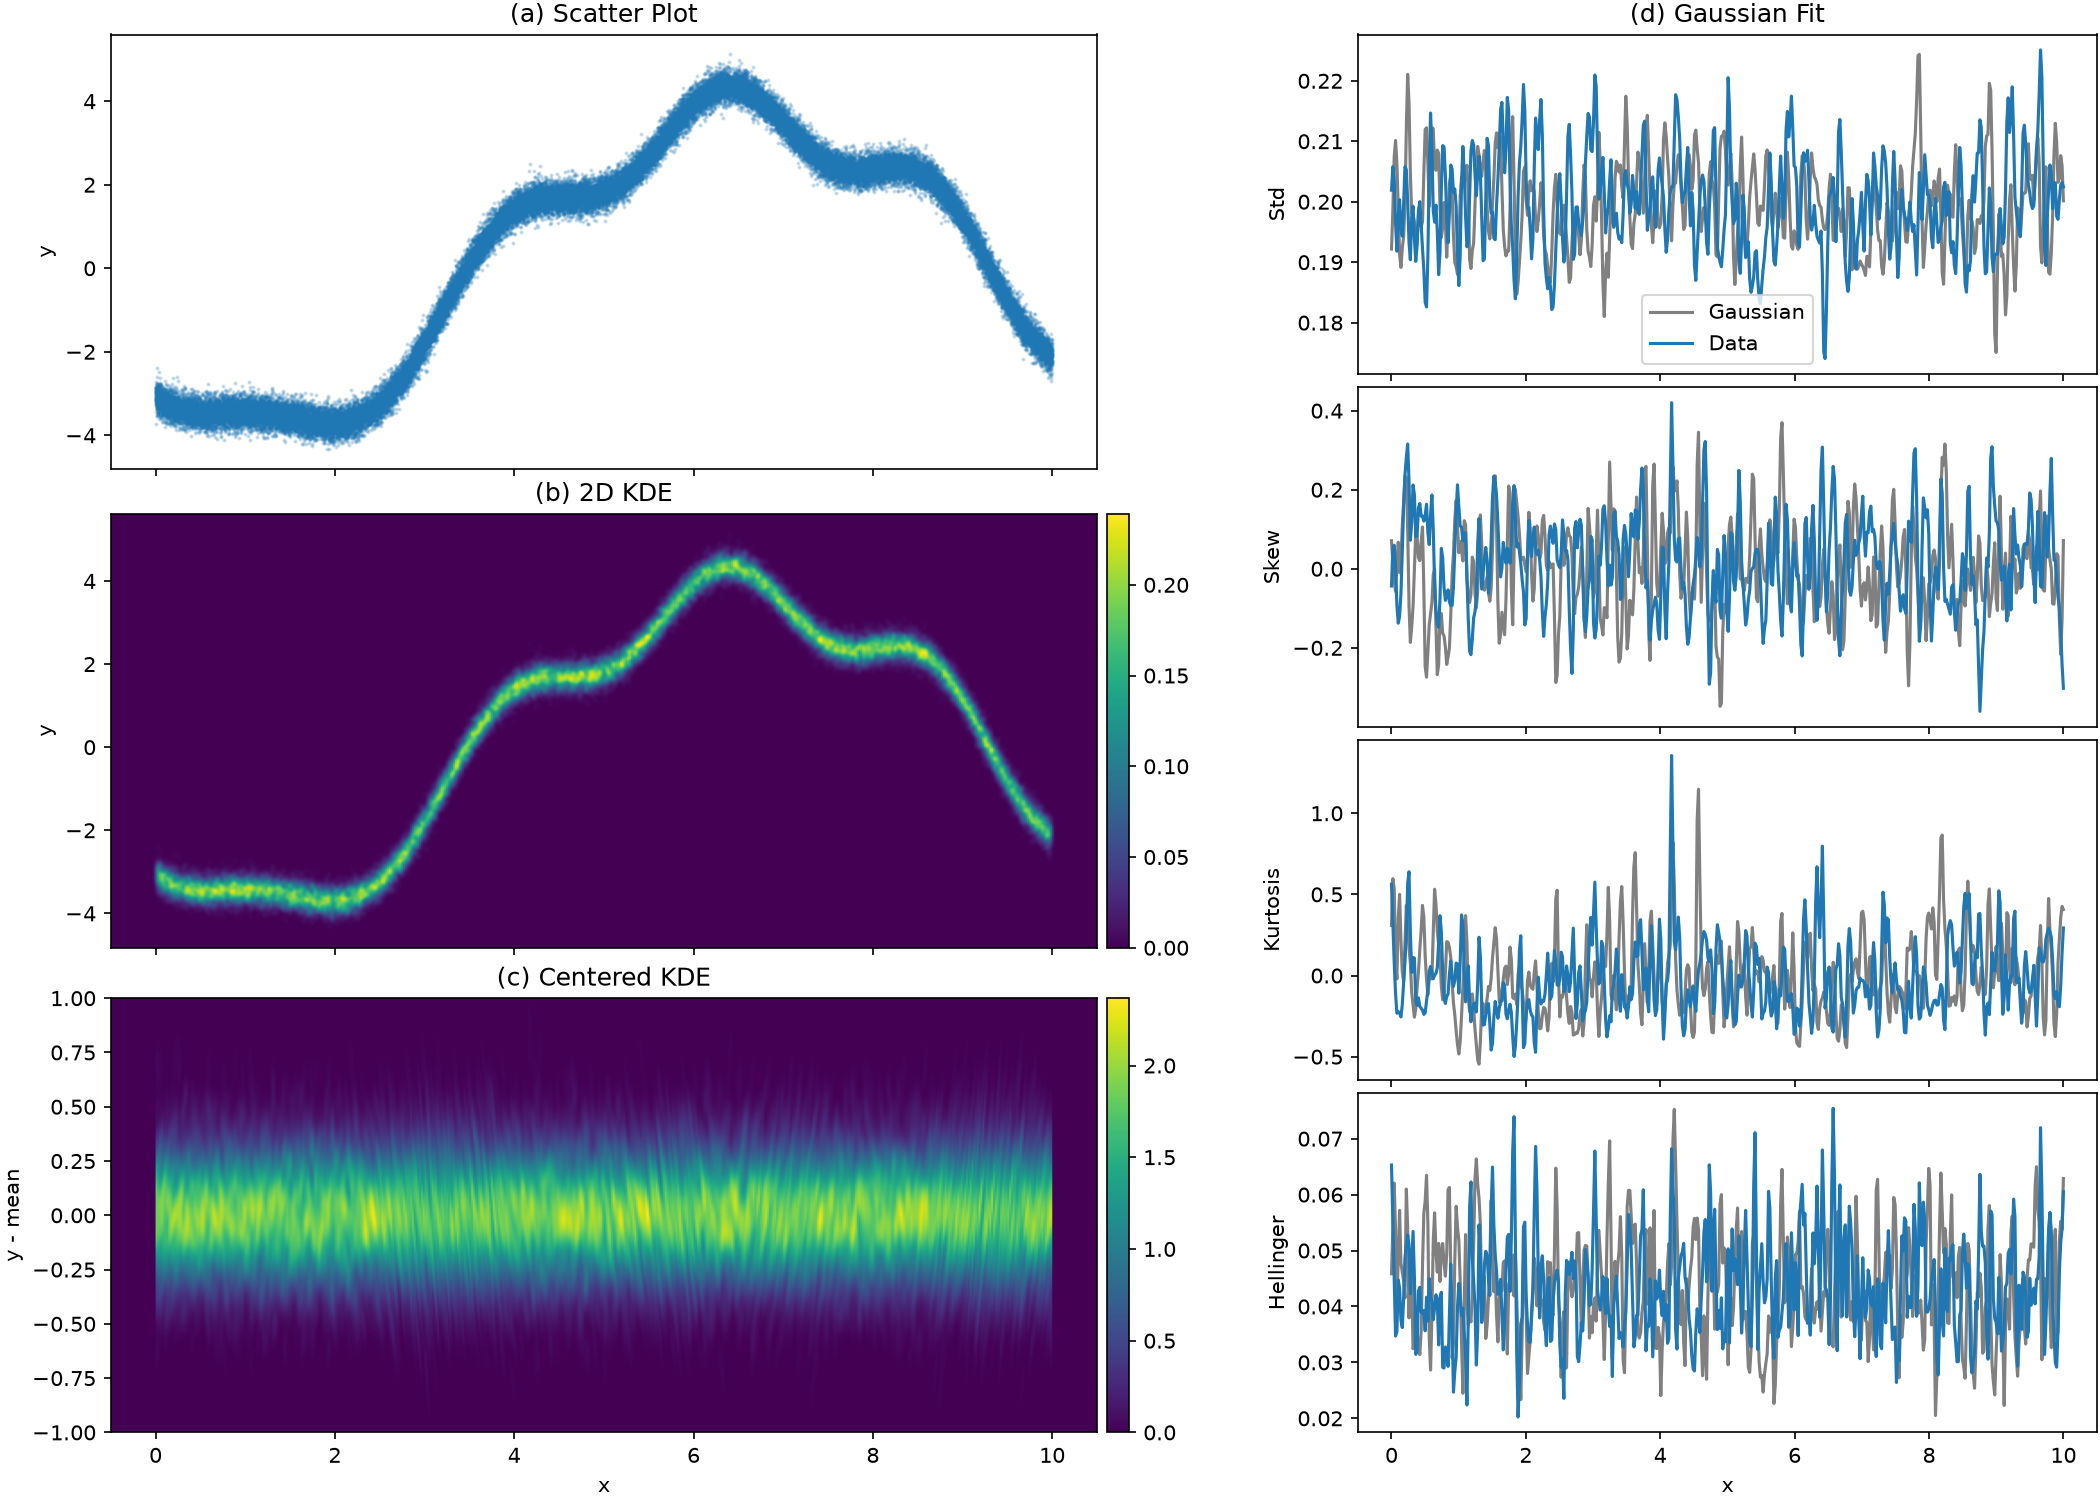 (a) Scatter Plot
y
4
2
0
−2
−4
(b) 2D KDE
y
4
2
0
−2
−4
0.20
0.15
0.10
0.05
0.00
(c) Centered KDE
y - mean
1.00
0.75
0.50
0.25
0.00
−0.25
−0.50
−0.75
−1.00
2.0
1.5
1.0
0.5
0.0
0 2 4 6 8 10
x
(d) Gaussian Fit
Std
0.22
0.21
0.20
0.19
0.18
Gaussian
Data
Skew
0.4
0.2
0.0
−0.2
Kurtosis
1.0
0.5
0.0
−0.5
Hellinger
0.07
0.06
0.05
0.04
0.03
0.02
0 2 4 6 8 10
x